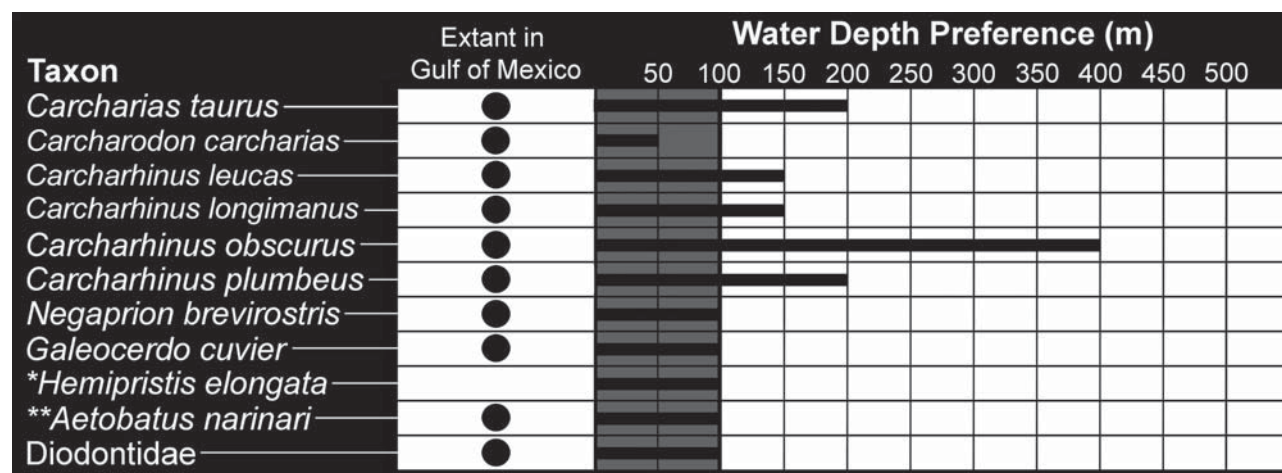 Extant in
Gulf of Mexico
Water Depth Preference (m)
Taxon
50 100 150 200 250 300 350 400 450 500
Carcharias taurus
Carcharodon carcharias
Carcharhinus leucas
Carcharhinus longimanus
Carcharhinus obscurus
Carcharhinus plumbeus
Negaprion brevirostris
Galeocerdo cuvier
*Hemipristis elongata
**Aetobatus narinari
Diodontidae